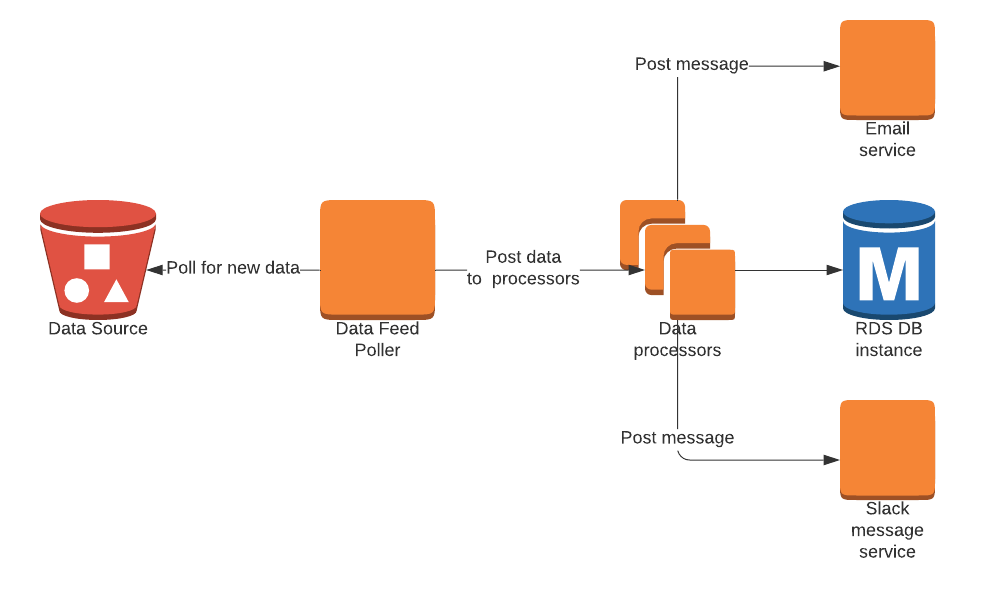 Post message
Email
service
Poll for new data
Post data
to  processors
M
Data Source
Data Feed
Poller
Data
processors
RDS DB
instance
Post message
Slack
message
service